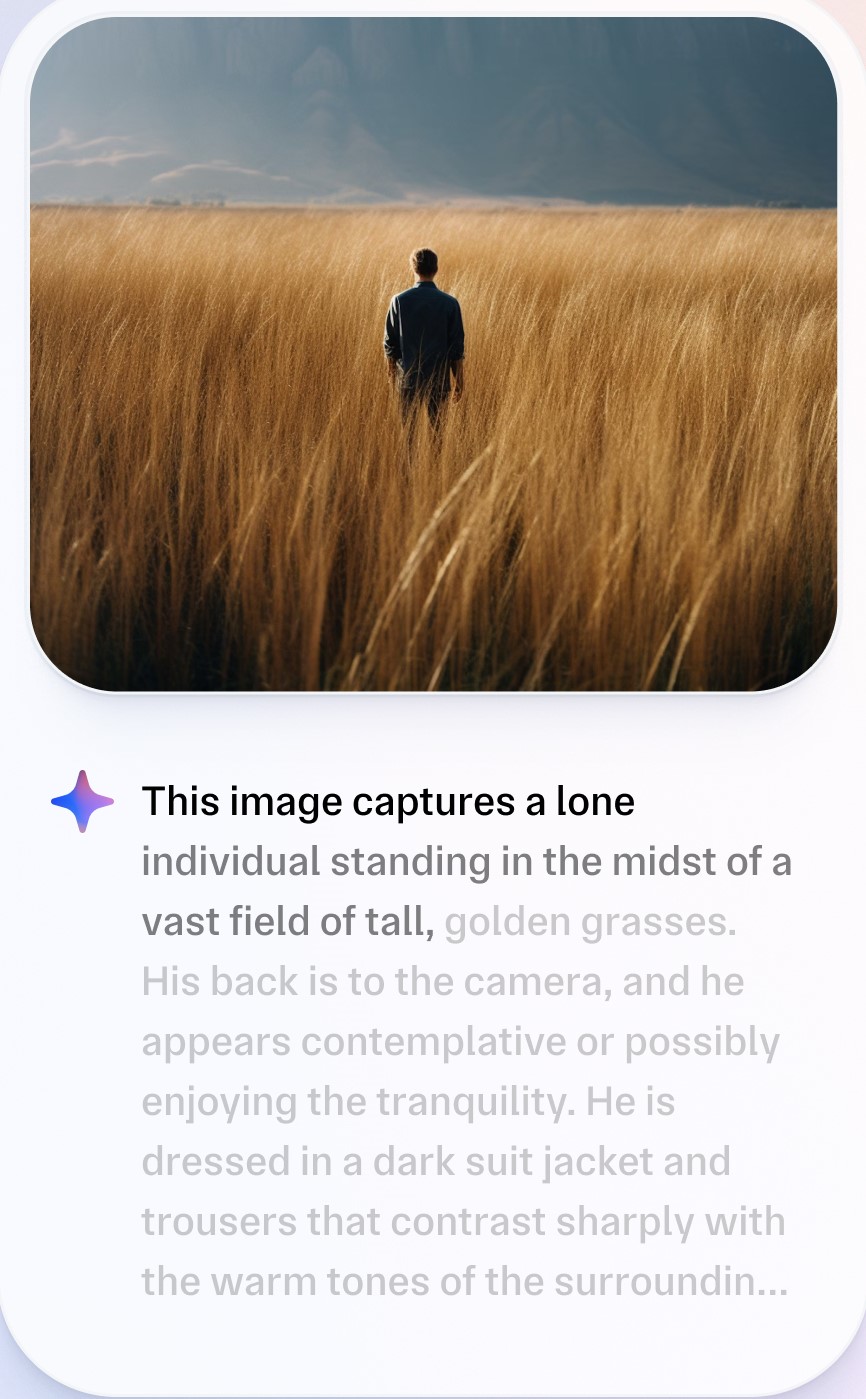 This image captures a lone
individual standing in the midst of a
vast field of tall, golden grasses.
His back is to the camera, and he
appears contemplative or possibly
enjoying the tranquility. He is
dressed in a dark suit jacket and
trousers that contrast sharply with
the warm tones of the surroundin...